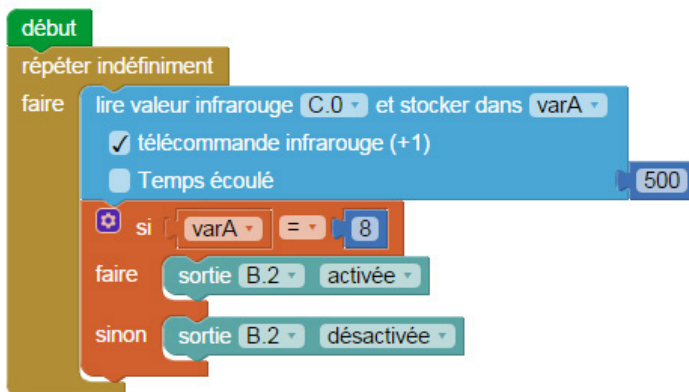 début
répéter indéfiniment
faire lire valeur infrarouge C.0 et stocker dans varA
télécommande infrarouge (+1)
Temps écoulé 500
si varA = 8
faire sortie B.2 activée
sinon sortie B.2 désactivée